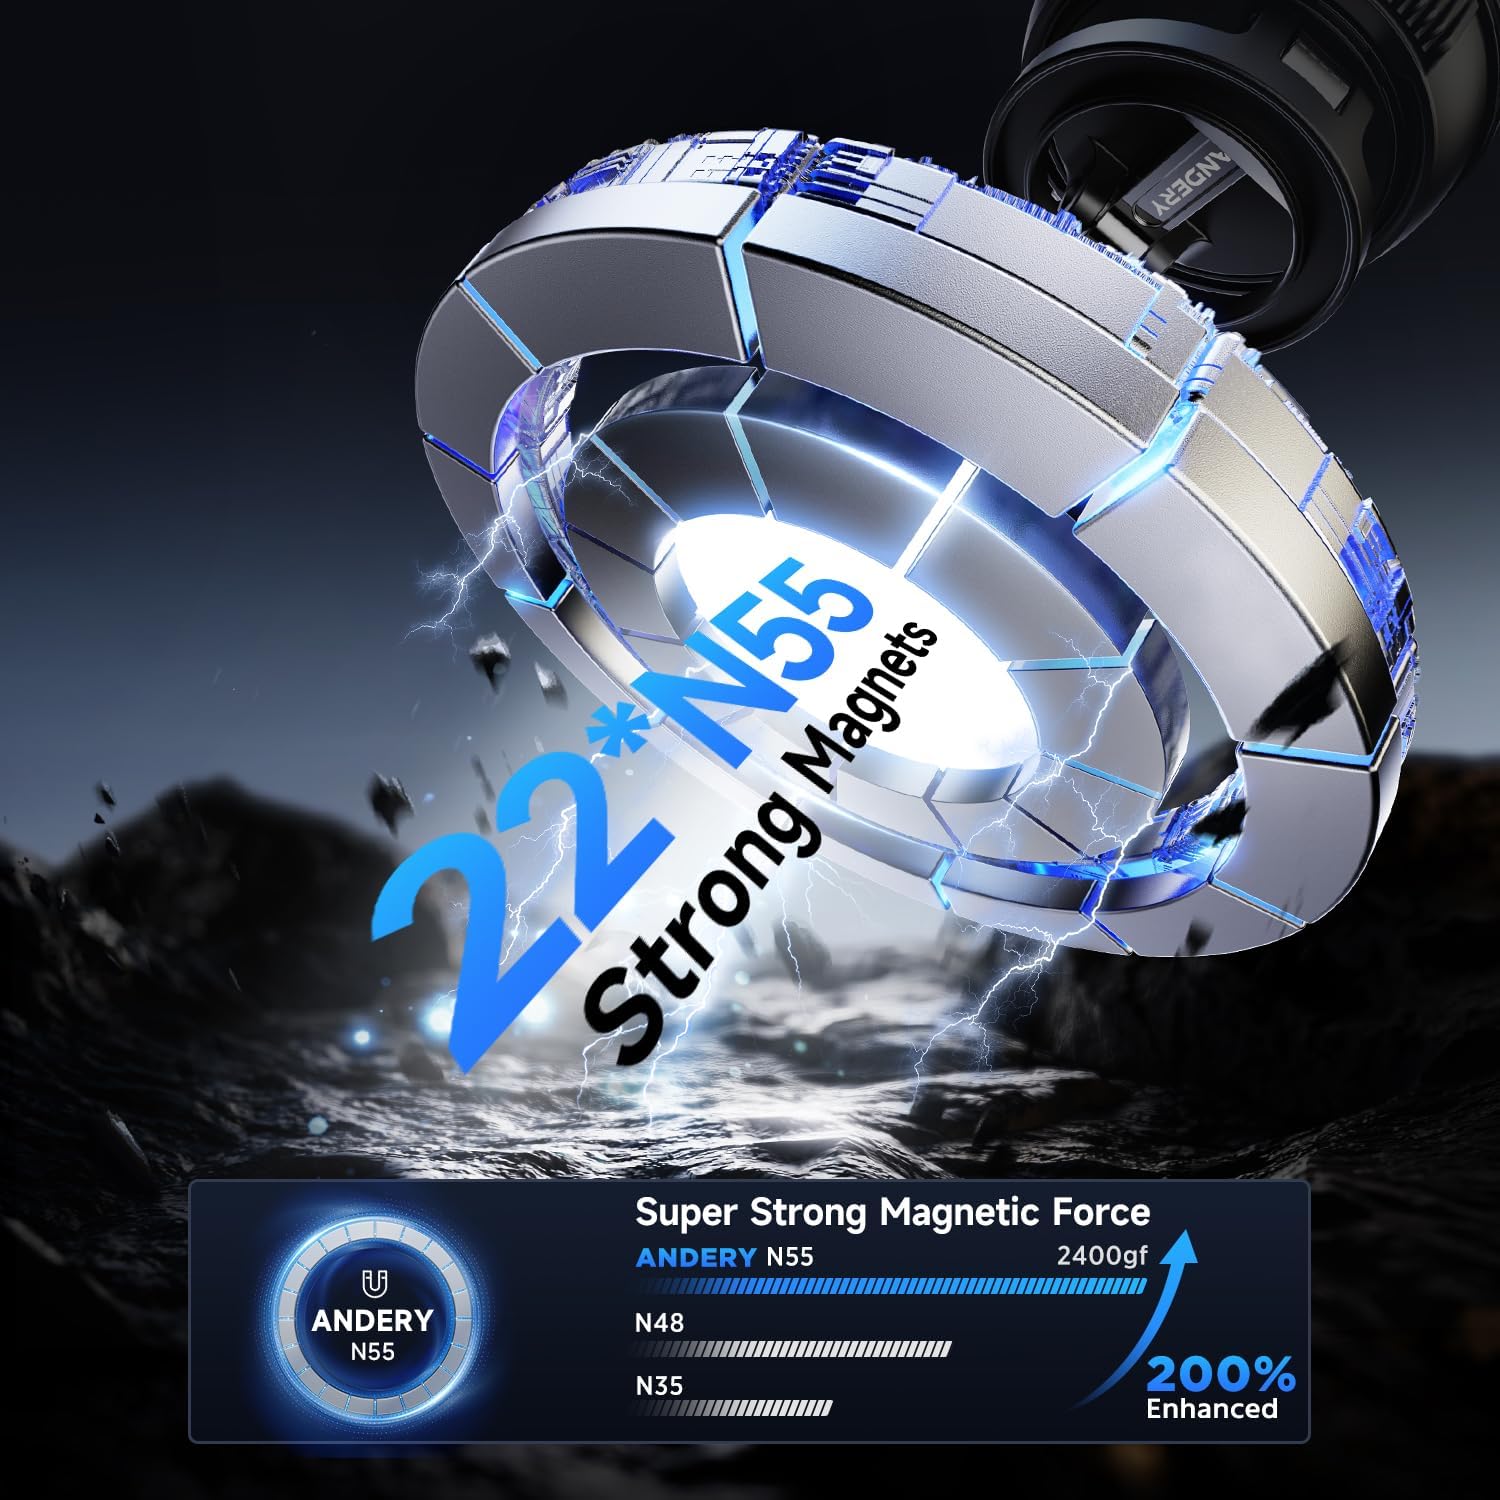 ANDERY
22*N55
Strong Magnets
Super Strong Magnetic Force
ANDERY N55 2400gf
N48
N35
200%
Enhanced
ANDERY
N55